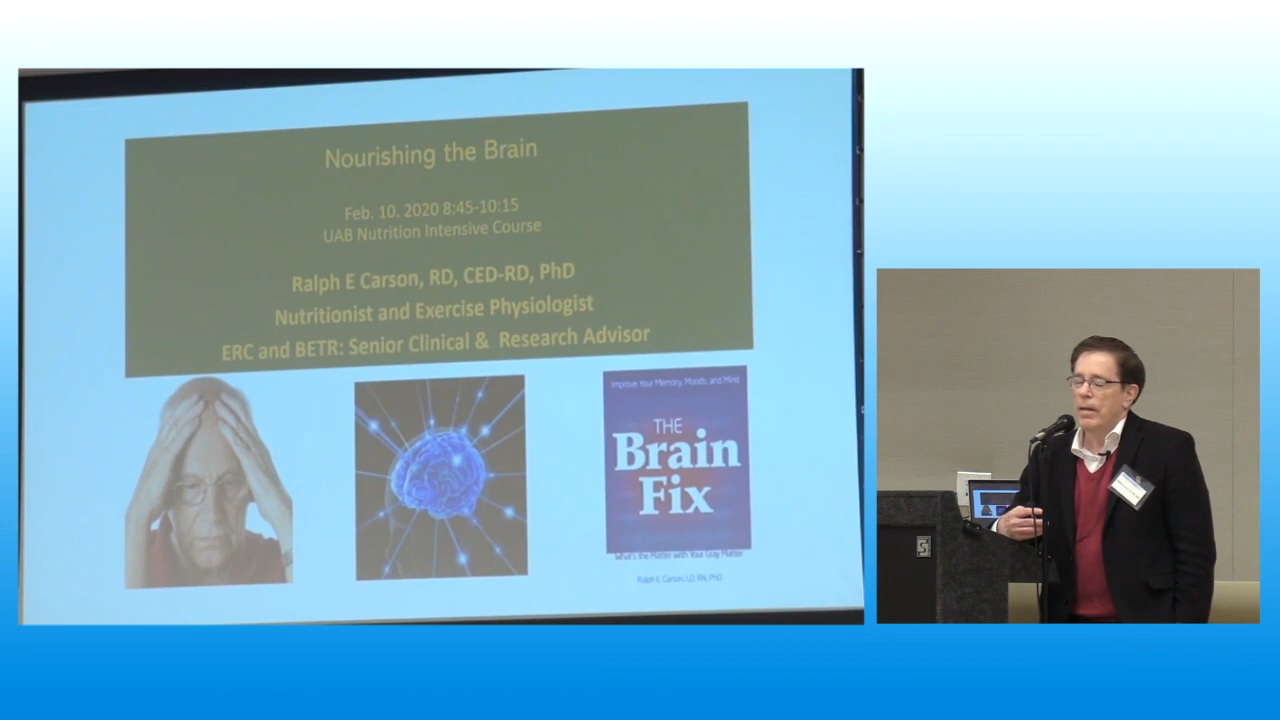 Nourishing the Brain
Feb. 10. 2020 8:45-10:15
UAB Nutrition Intensive Course
Ralph E Carson, RD, CED-RD, PhD
Nutritionist and Exercise Physiologist
ERC and BETR: Senior Clinical & Research Advisor
Improve Your Memory, Moods, and Mind
THE
Brain
Fix
What's the Matter with Your Gray Matter
Ralph E. Carson, LD, RN, PhD